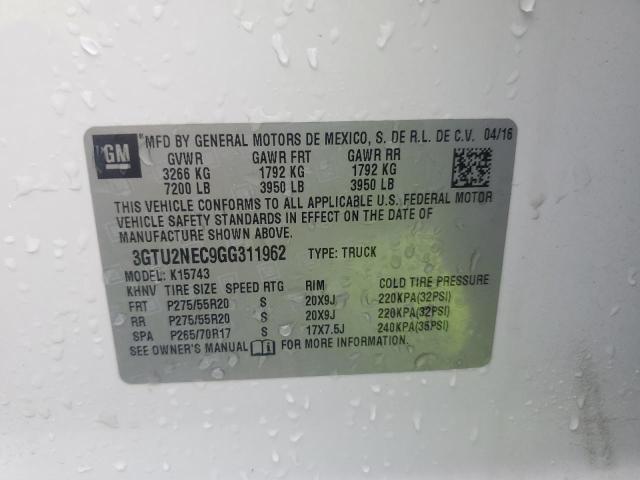 GM
MFD BY GENERAL MOTORS DE MEXICO, S. DE R.L. DE C.V. 04/16
GVWR GAWR FRT GAWR RR
3266 KG 1792 KG 1792 KG
7200 LB 3950 LB 3950 LB
THIS VEHICLE CONFORMS TO ALL APPLICABLE U.S. FEDERAL MOTOR
VEHICLE SAFETY STANDARDS IN EFFECT ON THE DATE OF
MANUFACTURE SHOWN ABOVE.
3GTU2NEC9GG311962 TYPE: TRUCK
MODEL: K15743
KHNV TIRE SIZE SPEED RTG RIM COLD TIRE PRESSURE
FRT P275/55R20 S 20X9J 220KPA(32PSI)
RR P275/55R20 S 20X9J 220KPA(32PSI)
SPA P265/70R17 S 17X7.5J 240KPA(35PSI)
SEE OWNER'S MANUAL FOR MORE INFORMATION.